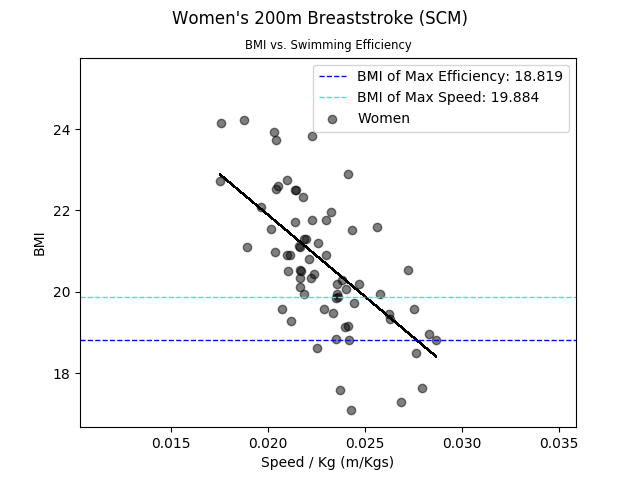 Women's 200m Breaststroke (SCM)
BMI vs. Swimming Efficiency
BMI of Max Efficiency: 18.819
BMI of Max Speed: 19.884
Women
24
22
20
18
BMI
0.015 0.020 0.025 0.030 0.035
Speed / Kg (m/Kgs)